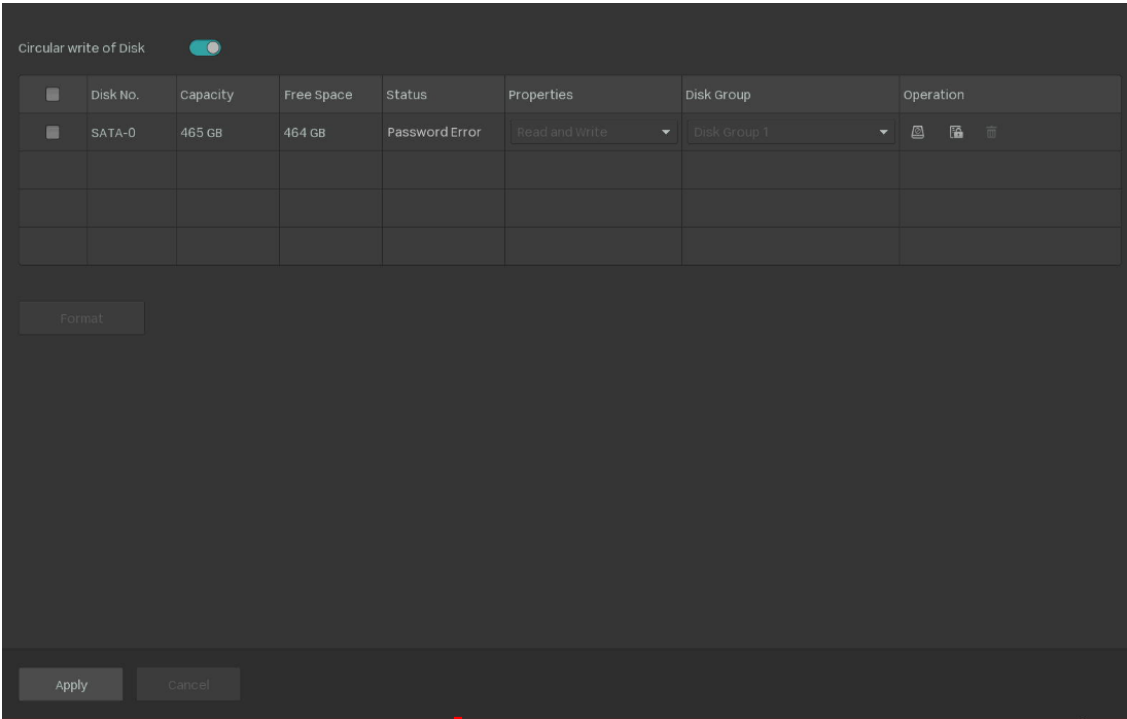 Circular write of Disk
Disk No. Capacity Free Space Status Properties Disk Group Operation
SATA-0 465 GB 464 GB Password Error Read and Write Disk Group 1
Format
Apply Cancel